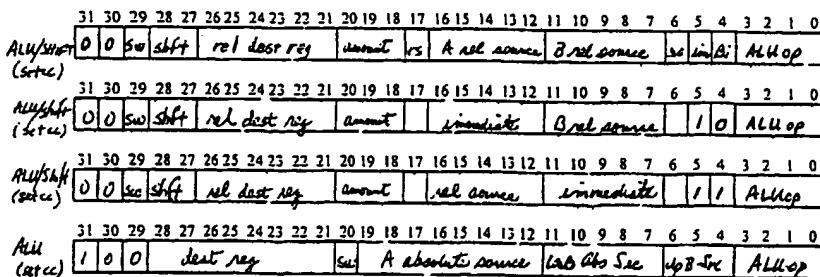 31 30 29 28 27 26 25 24 23 22 21 20 19 18 17 16 15 14 13 12 11 10 9 8 7 6 5 4 3 2 1 0
ALU/SHIFT 0 0 sw shft rel dest reg amount rs A rel source B rel source sc im Bi ALU op
(setcc)
31 30 29 28 27 26 25 24 23 22 21 20 19 18 17 16 15 14 13 12 11 10 9 8 7 6 5 4 3 2 1 0
ALU/shift 0 0 sw shft rel dest reg amount immediate B rel source 1 0 ALU op
(setcc)
31 30 29 28 27 26 25 24 23 22 21 20 19 18 17 16 15 14 13 12 11 10 9 8 7 6 5 4 3 2 1 0
ALU/Shift 0 0 shft rel dest reg amount rel source immediate 1 1 ALU op
(setcc)
31 30 29 28 27 26 25 24 23 22 21 20 19 18 17 16 15 14 13 12 11 10 9 8 7 6 5 4 3 2 1 0
ALU 1 0 0 dest reg sw A absolute source B Abs Src ALU op
(setcc)